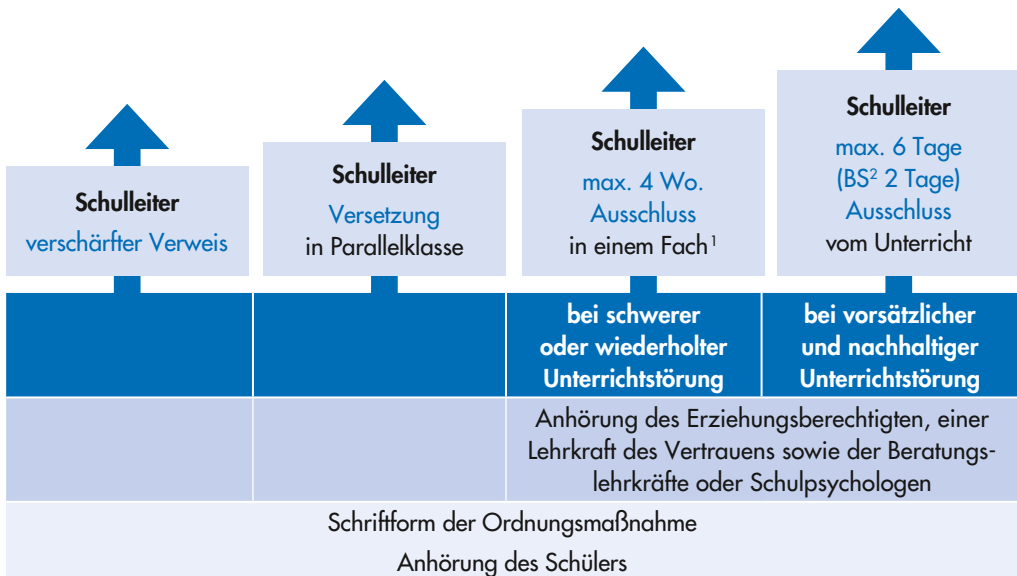 Schulleiter
verschärfter Verweis
Schulleiter
Versetzung
in Parallelklasse
Schulleiter
max. 4 Wo.
Ausschluss
in einem Fach¹
Schulleiter
max. 6 Tage
(BS² 2 Tage)
Ausschluss
vom Unterricht
bei schwerer
oder wiederholter
Unterrichtstörung
bei vorsätzlicher
und nachhaltiger
Unterrichtstörung
Anhörung des Erziehungsberechtigten, einer
Lehrkraft des Vertrauens sowie der Beratungs-
lehrkräfte oder Schulpsychologen
Schriftform der Ordnungsmaßnahme
Anhörung des Schülers